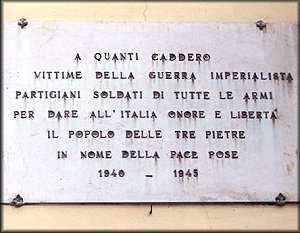 A QUANTI CADDERO
VITTIME DELLA GUERRA IMPERIALISTA
PARTIGIANI SOLDATI DI TUTTE LE ARMI
PER DARE ALL'ITALIA ONORE E LIBERTÀ
IL POPOLO DELLE TRE PIETRE
IN NOME DELLA PACE POSE
1940 – 1945